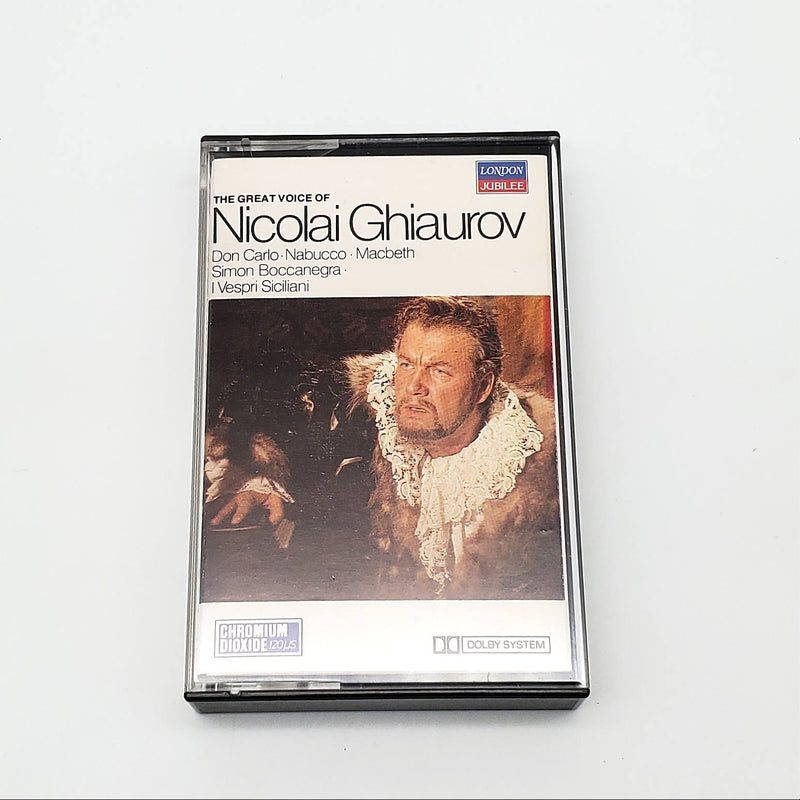 LONDON
JUBILEE
THE GREAT VOICE OF
Nicolai Ghiaurov
Don Carlo · Nabucco · Macbeth
Simon Boccanegra ·
I Vespri Siciliani
CHROMIUM
DIOXIDE 120µS
DOLBY SYSTEM